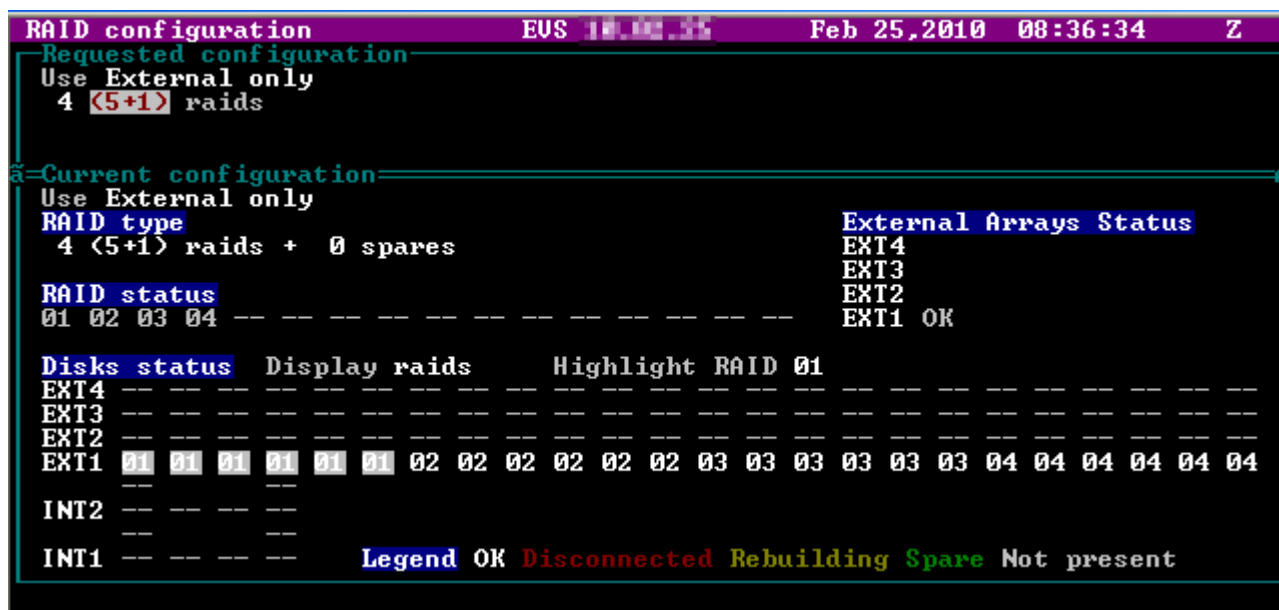 RAID configuration EVS Feb 25,2010 08:36:34 Z
Requested configuration
Use External only
4 (5+1) raids
Current configuration
Use External only
RAID type External Arrays Status
4 (5+1) raids + 0 spares EXT4
EXT3
RAID status EXT2
01 02 03 04 -- -- -- -- -- -- -- -- -- -- -- -- EXT1 OK
Disks status Display raids Highlight RAID 01
EXT4 -- -- -- -- -- -- -- -- -- -- -- -- -- -- -- -- -- -- -- -- -- -- -- --
EXT3 -- -- -- -- -- -- -- -- -- -- -- -- -- -- -- -- -- -- -- -- -- -- -- --
EXT2 -- -- -- -- -- -- -- -- -- -- -- -- -- -- -- -- -- -- -- -- -- -- -- --
EXT1 01 01 01 01 01 01 02 02 02 02 02 02 03 03 03 03 03 03 04 04 04 04 04 04
-- --
INT2 -- -- -- --
-- --
INT1 -- -- -- -- Legend OK Disconnected Rebuilding Spare Not present